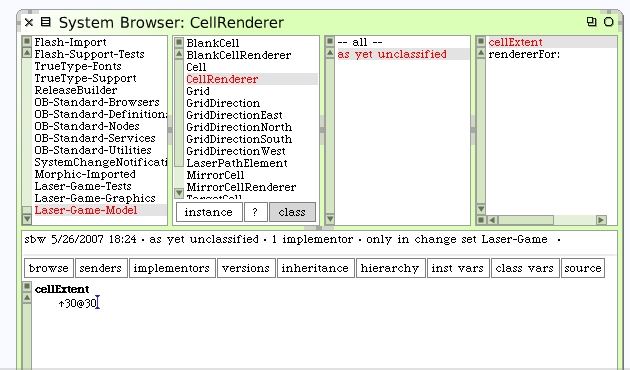 System Browser: CellRenderer
Flash-Import
Flash-Support-Tests
TrueType-Fonts
TrueType-Support
ReleaseBuilder
OB-Standard-Browsers
OB-Standard-Definition
OB-Standard-Nodes
OB-Standard-Services
OB-Standard-Utilities
SystemChangeNotificati
Morphic-Imported
Laser-Game-Tests
Laser-Game-Graphics
Laser-Game-Model
BlankCell
BlankCellRenderer
Cell
CellRenderer
Grid
GridDirection
GridDirectionEast
GridDirectionNorth
GridDirectionSouth
GridDirectionWest
LaserPathElement
MirrorCell
MirrorCellRenderer
TargetCell
instance ? class
-- all --
as yet unclassified
cellExtent
rendererFor:
sbw 5/26/2007 18:24 · as yet unclassified · 1 implementor · only in change set Laser-Game ·
browse senders implementors versions inheritance hierarchy inst vars class vars source
cellExtent
↑30@30